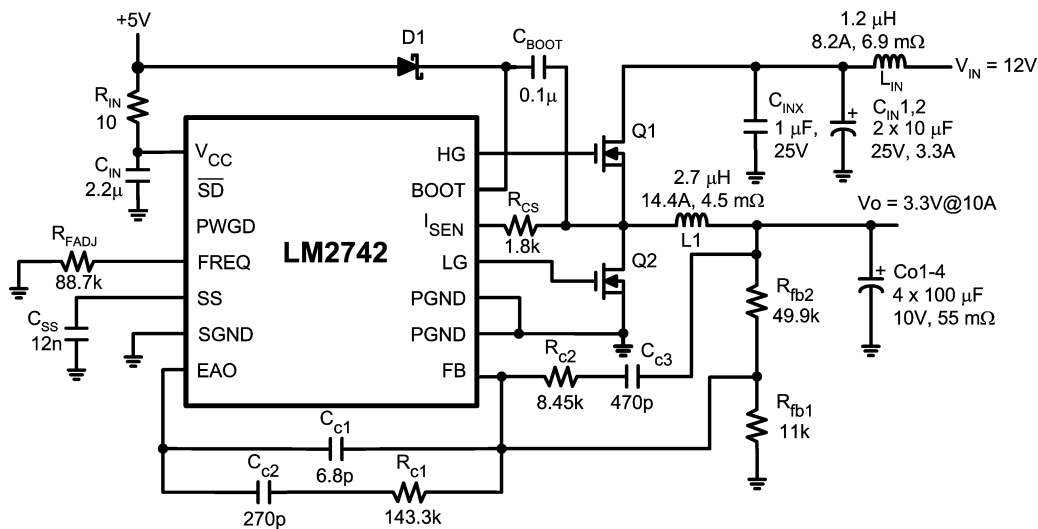 +5V
D1
C_BOOT
0.1μ
1.2 μH
8.2A, 6.9 mΩ
L_IN
V_IN = 12V
R_IN
10
C_IN
2.2μ
C_INX
1 μF,
25V
+
C_IN1,2
2 x 10 μF
25V, 3.3A
V_CC
S̅D̅
PWGD
FREQ
SS
SGND
EAO
LM2742
HG
BOOT
I_SEN
LG
PGND
PGND
FB
Q1
Q2
R_CS
1.8k
2.7 μH
14.4A, 4.5 mΩ
L1
Vo = 3.3V@10A
+
Co1-4
4 x 100 μF
10V, 55 mΩ
R_FADJ
88.7k
C_SS
12n
R_fb2
49.9k
R_c2
8.45k
C_c3
470p
R_fb1
11k
C_c1
6.8p
C_c2
270p
R_c1
143.3k